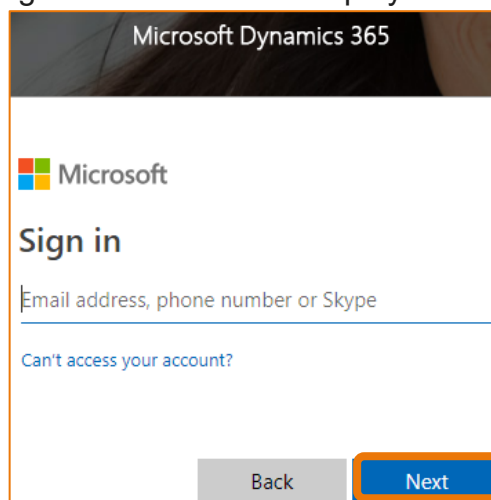 Microsoft Dynamics 365
Microsoft
Sign in
Email address, phone number or Skype
Can't access your account?
Back Next